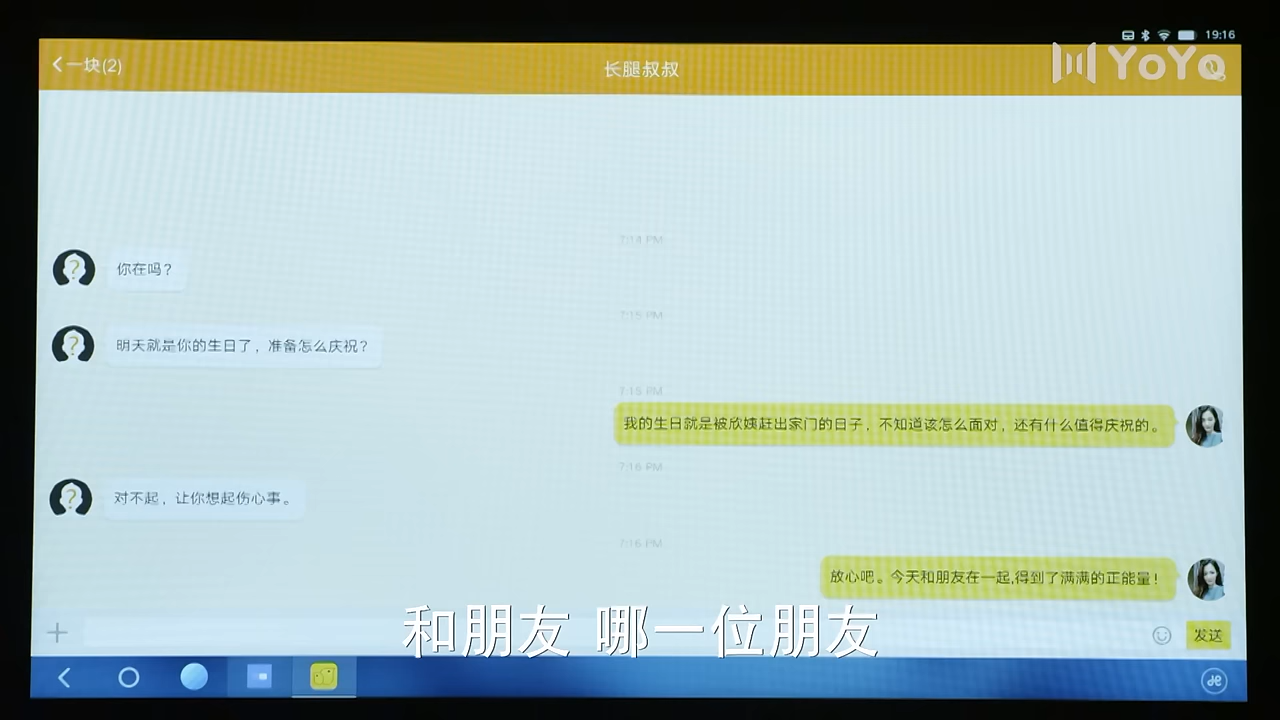 19:16
一块(2)
长腿叔叔
YoYo
7:14 PM
你在吗？
7:15 PM
明天就是你的生日了，准备怎么庆祝？
7:15 PM
我的生日就是被欣姨赶出家门的日子，不知道该怎么面对，还有什么值得庆祝的。
7:16 PM
对不起，让你想起伤心事。
7:16 PM
放心吧。今天和朋友在一起,得到了满满的正能量！
和朋友 哪一位朋友
发送